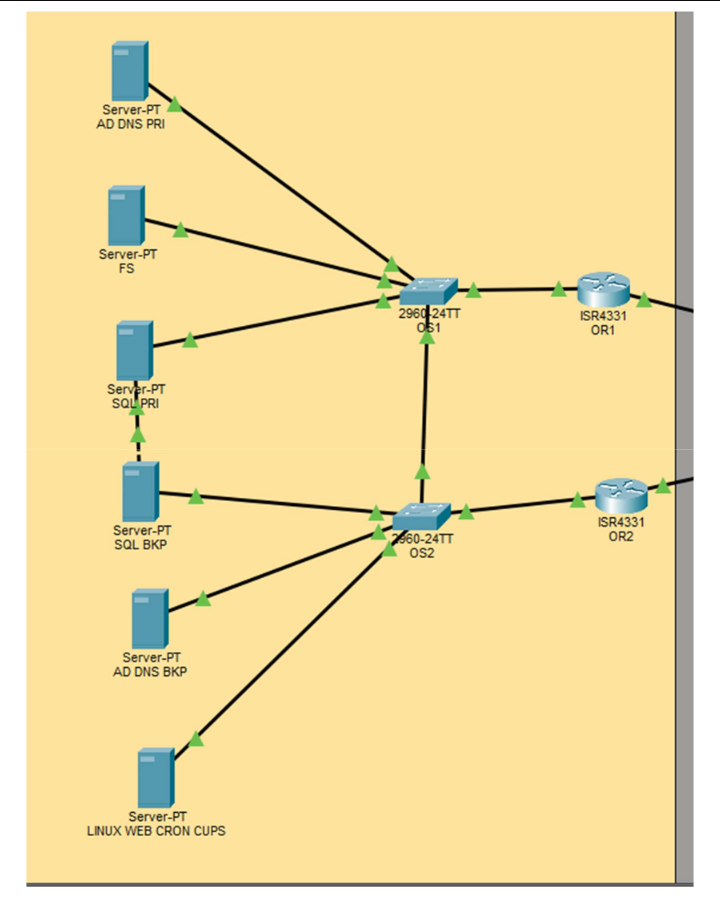 Server-PT
AD DNS PRI
Server-PT
FS
2960-24TT
OS1
ISR4331
OR1
Server-PT
SQL PRI
Server-PT
SQL BKP
2960-24TT
OS2
ISR4331
OR2
Server-PT
AD DNS BKP
Server-PT
LINUX WEB CRON CUPS